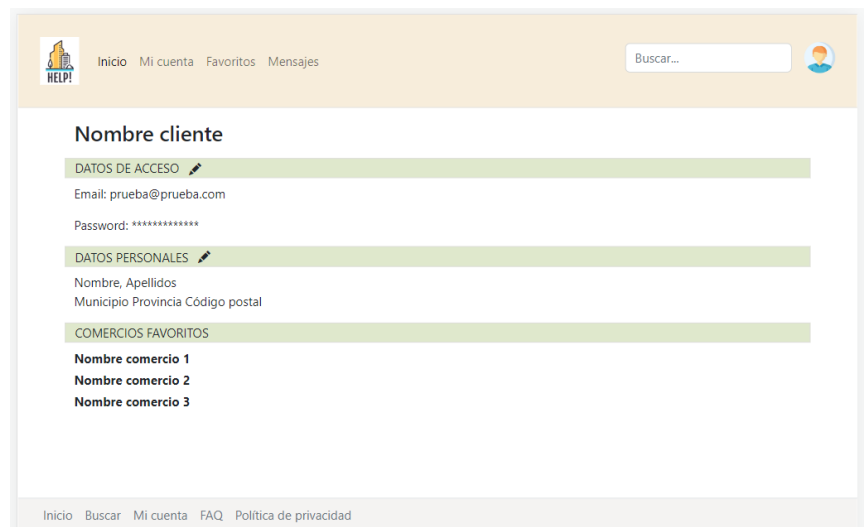 HELP!
Inicio Mi cuenta Favoritos Mensajes
Buscar...
Nombre cliente
DATOS DE ACCESO
Email: prueba@prueba.com
Password: *************
DATOS PERSONALES
Nombre, Apellidos
Municipio Provincia Código postal
COMERCIOS FAVORITOS
Nombre comercio 1
Nombre comercio 2
Nombre comercio 3
Inicio Buscar Mi cuenta FAQ Política de privacidad